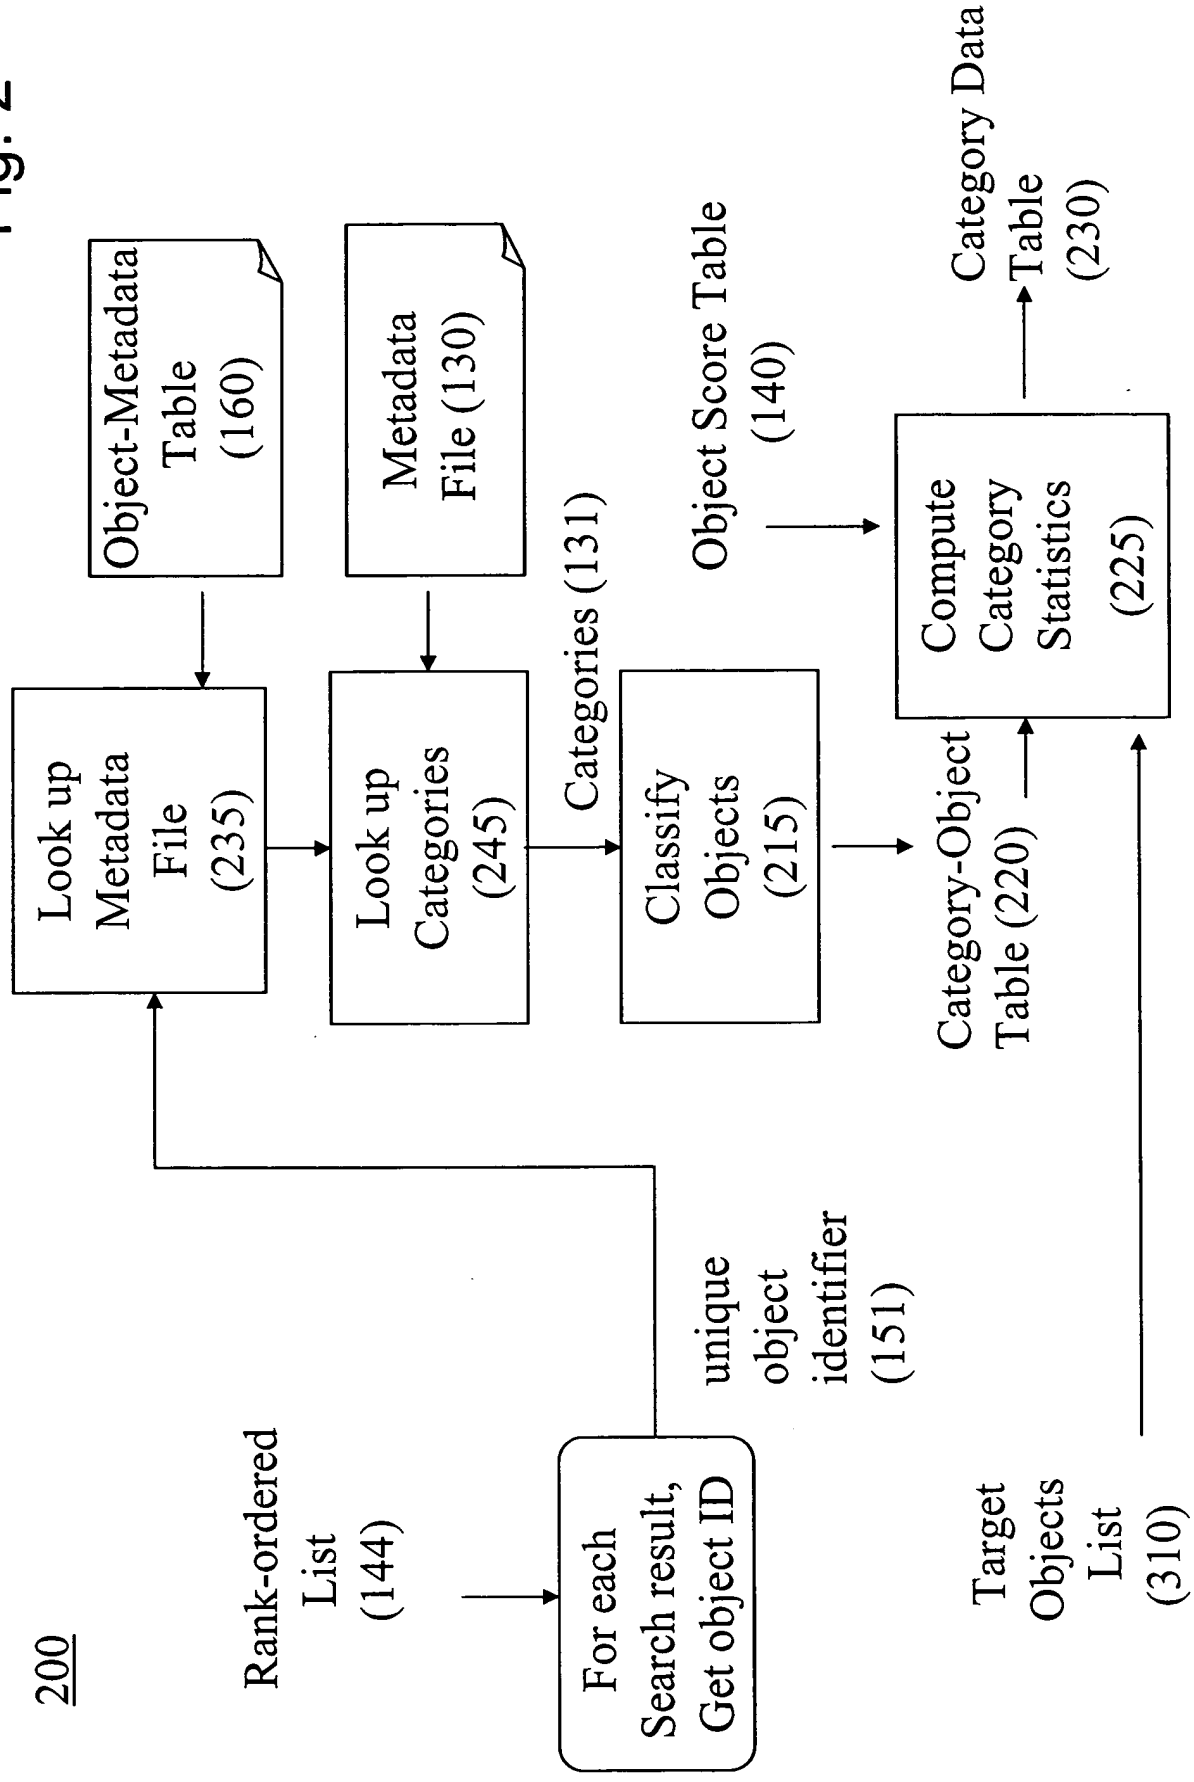 Fig. 2
200
Rank-ordered
List
(144)
For each
Search result,
Get object ID
unique
object
identifier
(151)
Look up
Metadata
File
(235)
Object-Metadata
Table
(160)
Look up
Categories
(245)
Metadata
File (130)
Categories (131)
Classify
Objects
(215)
Category-Object
Table (220)
Object Score Table
(140)
Target
Objects
List
(310)
Compute
Category
Statistics
(225)
Category Data
Table
(230)